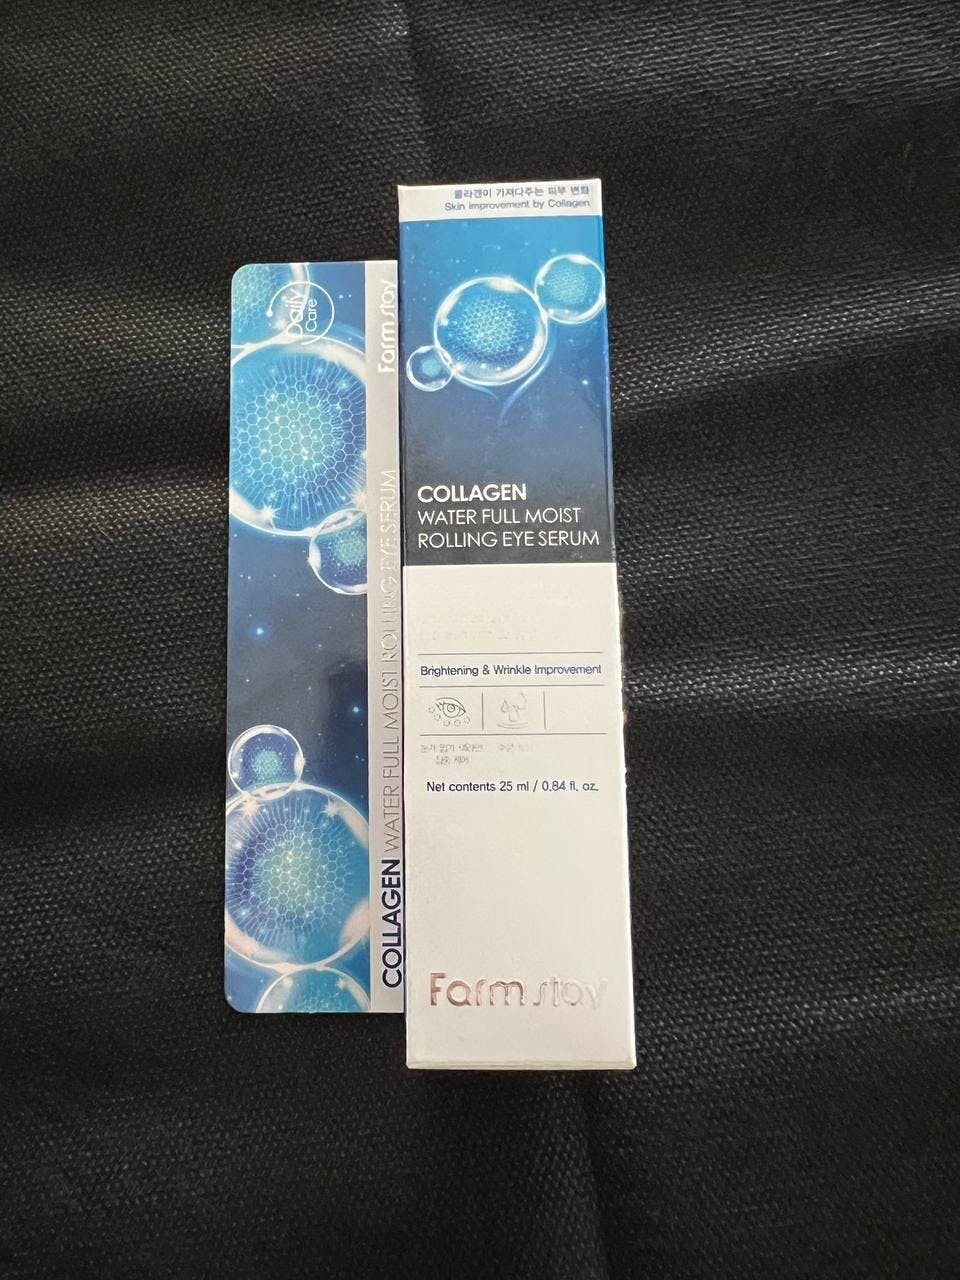 콜라겐이 가져다주는 피부 변화
Skin improvement by Collagen
COLLAGEN
WATER FULL MOIST
ROLLING EYE SERUM
Brightening & Wrinkle Improvement
Net contents 25 ml / 0.84 fl. oz.
Farmstay
Daily
Care
Farmstay
COLLAGEN WATER FULL MOIST ROLLING EYE SERUM